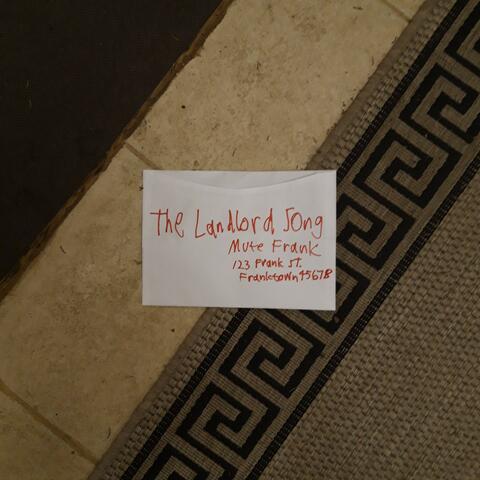 The Landlord Song
Mute Frank
123 Frank St.
Franktown 45678